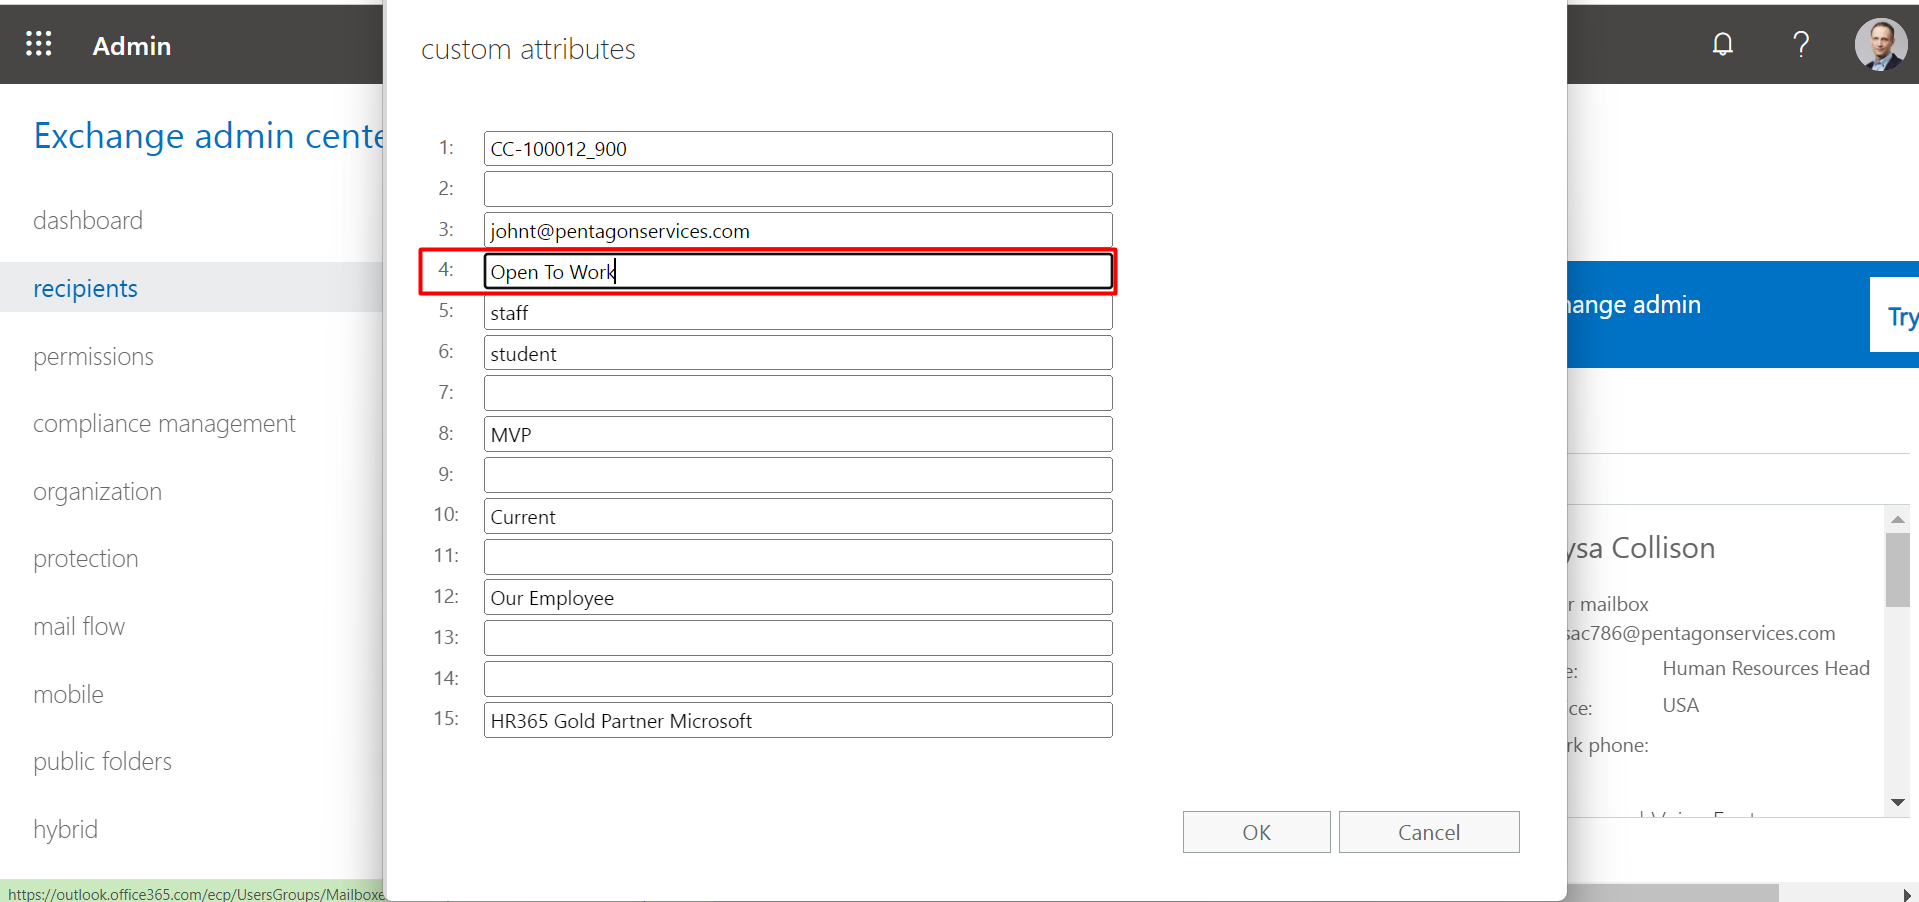 Admin
?
Exchange admin cente
dashboard
recipients
permissions
compliance management
organization
protection
mail flow
mobile
public folders
hybrid
https://outlook.office365.com/ecp/UsersGroups/Mailboxe
custom attributes
1: CC-100012_900
2:
3: johnt@pentagonservices.com
4: Open To Work
5: staff
6: student
7:
8: MVP
9:
10: Current
11:
12: Our Employee
13:
14:
15: HR365 Gold Partner Microsoft
OK Cancel
hange admin
Try
ysa Collison
r mailbox
sac786@pentagonservices.com
e: Human Resources Head
ce: USA
rk phone: